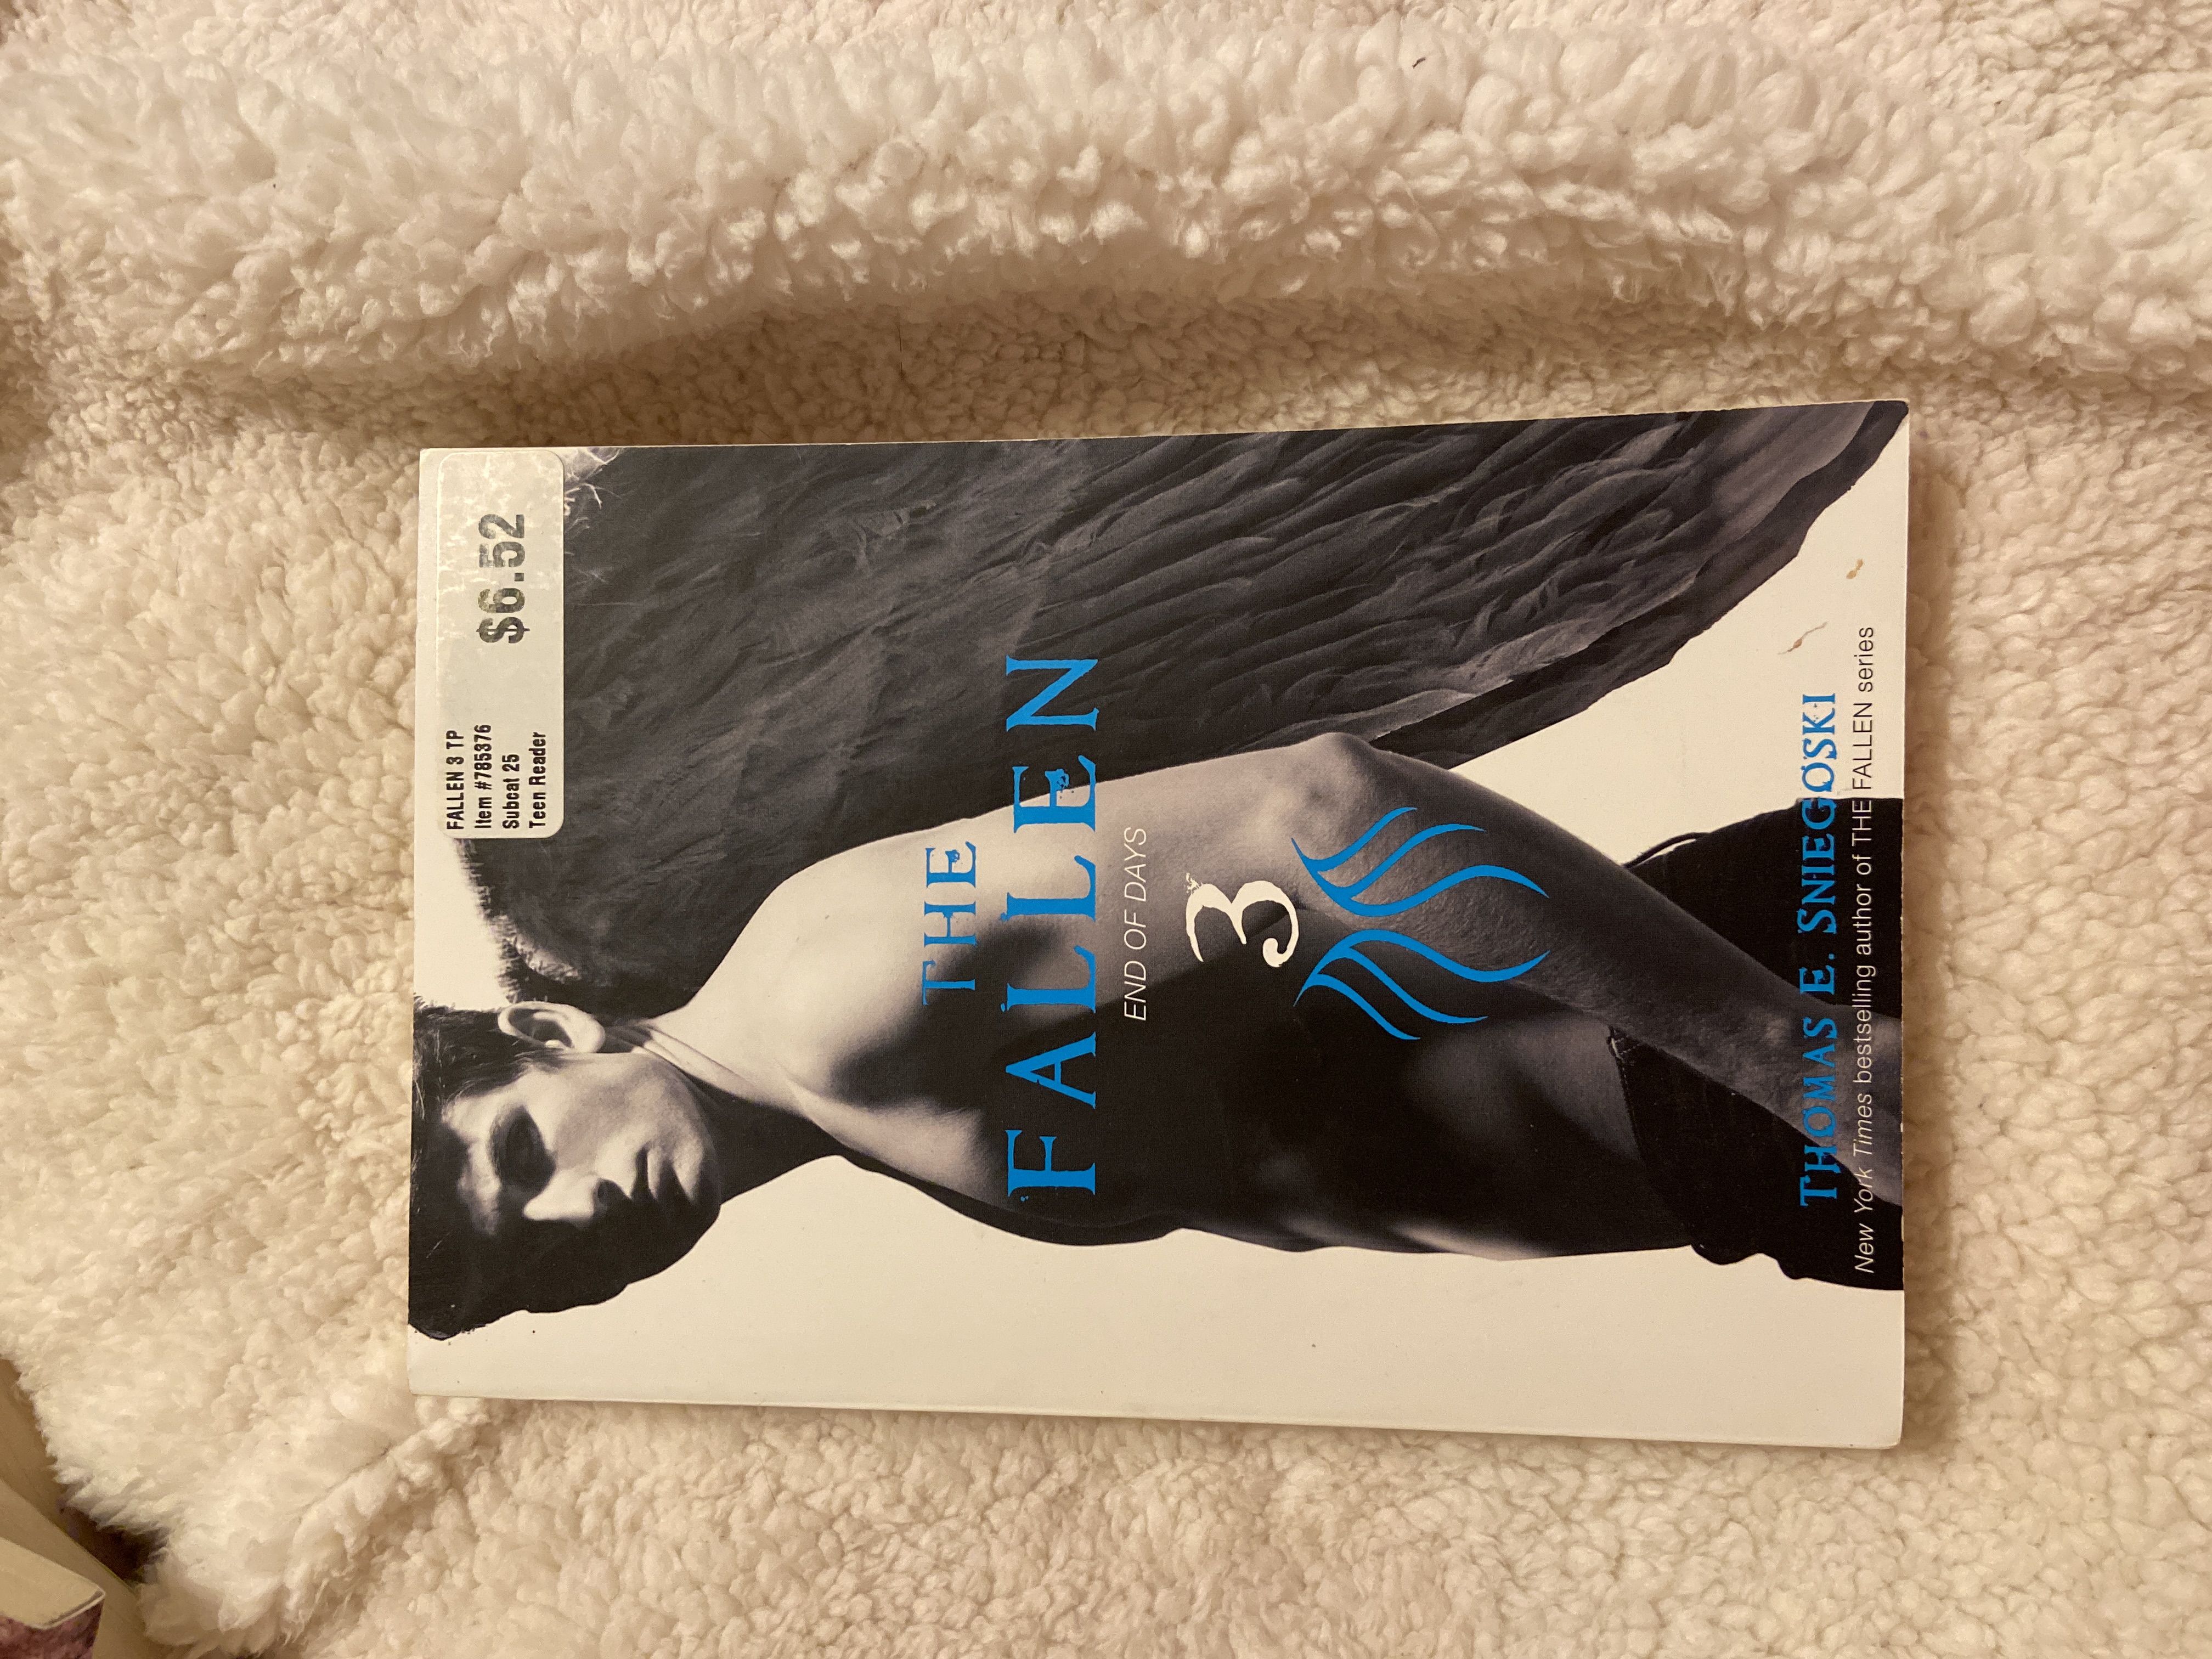 FALLEN 3 TP
Item #785376
Subcat 25
Teen Reader
$6.52
THE
FALLEN
END OF DAYS
3
THOMAS E. SNIEGOSKI
New York Times bestselling author of THE FALLEN series